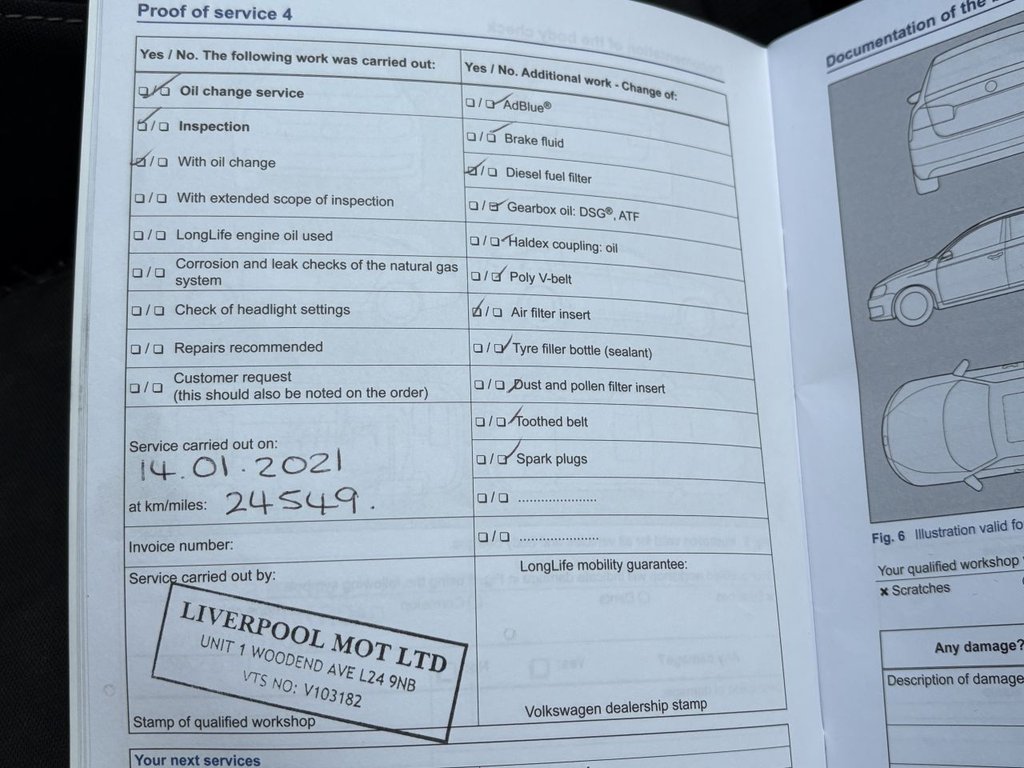 Proof of service 4
Yes / No. The following work was carried out:
Oil change service
Inspection
With oil change
With extended scope of inspection
LongLife engine oil used
Corrosion and leak checks of the natural gas
system
Check of headlight settings
Repairs recommended
Customer request
(this should also be noted on the order)
Service carried out on:
14.01.2021
at km/miles: 24549.
Invoice number:
Service carried out by:
LIVERPOOL MOT LTD
UNIT 1 WOODEND AVE L24 9NB
VTS NO: V103182
Stamp of qualified workshop
Yes / No. Additional work - Change of:
AdBlue®
Brake fluid
Diesel fuel filter
Gearbox oil: DSG®, ATF
Haldex coupling: oil
Poly V-belt
Air filter insert
Tyre filler bottle (sealant)
Dust and pollen filter insert
Toothed belt
Spark plugs
LongLife mobility guarantee:
Volkswagen dealership stamp
Your next services
Documentation of the
Fig. 6 Illustration valid fo
Your qualified workshop
× Scratches
Any damage?
Description of damage